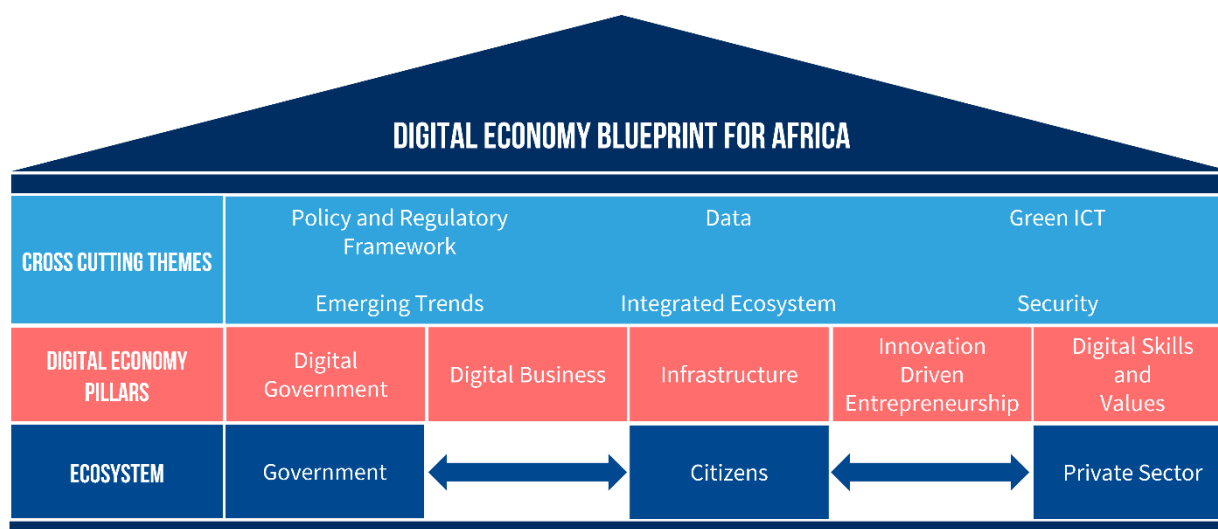 DIGITAL ECONOMY BLUEPRINT FOR AFRICA
CROSS CUTTING THEMES
Policy and Regulatory
Framework
Data
Green ICT
Emerging Trends
Integrated Ecosystem
Security
DIGITAL ECONOMY
PILLARS
Digital
Government
Digital Business
Infrastructure
Innovation
Driven
Entrepreneurship
Digital Skills
and
Values
ECOSYSTEM
Government
Citizens
Private Sector